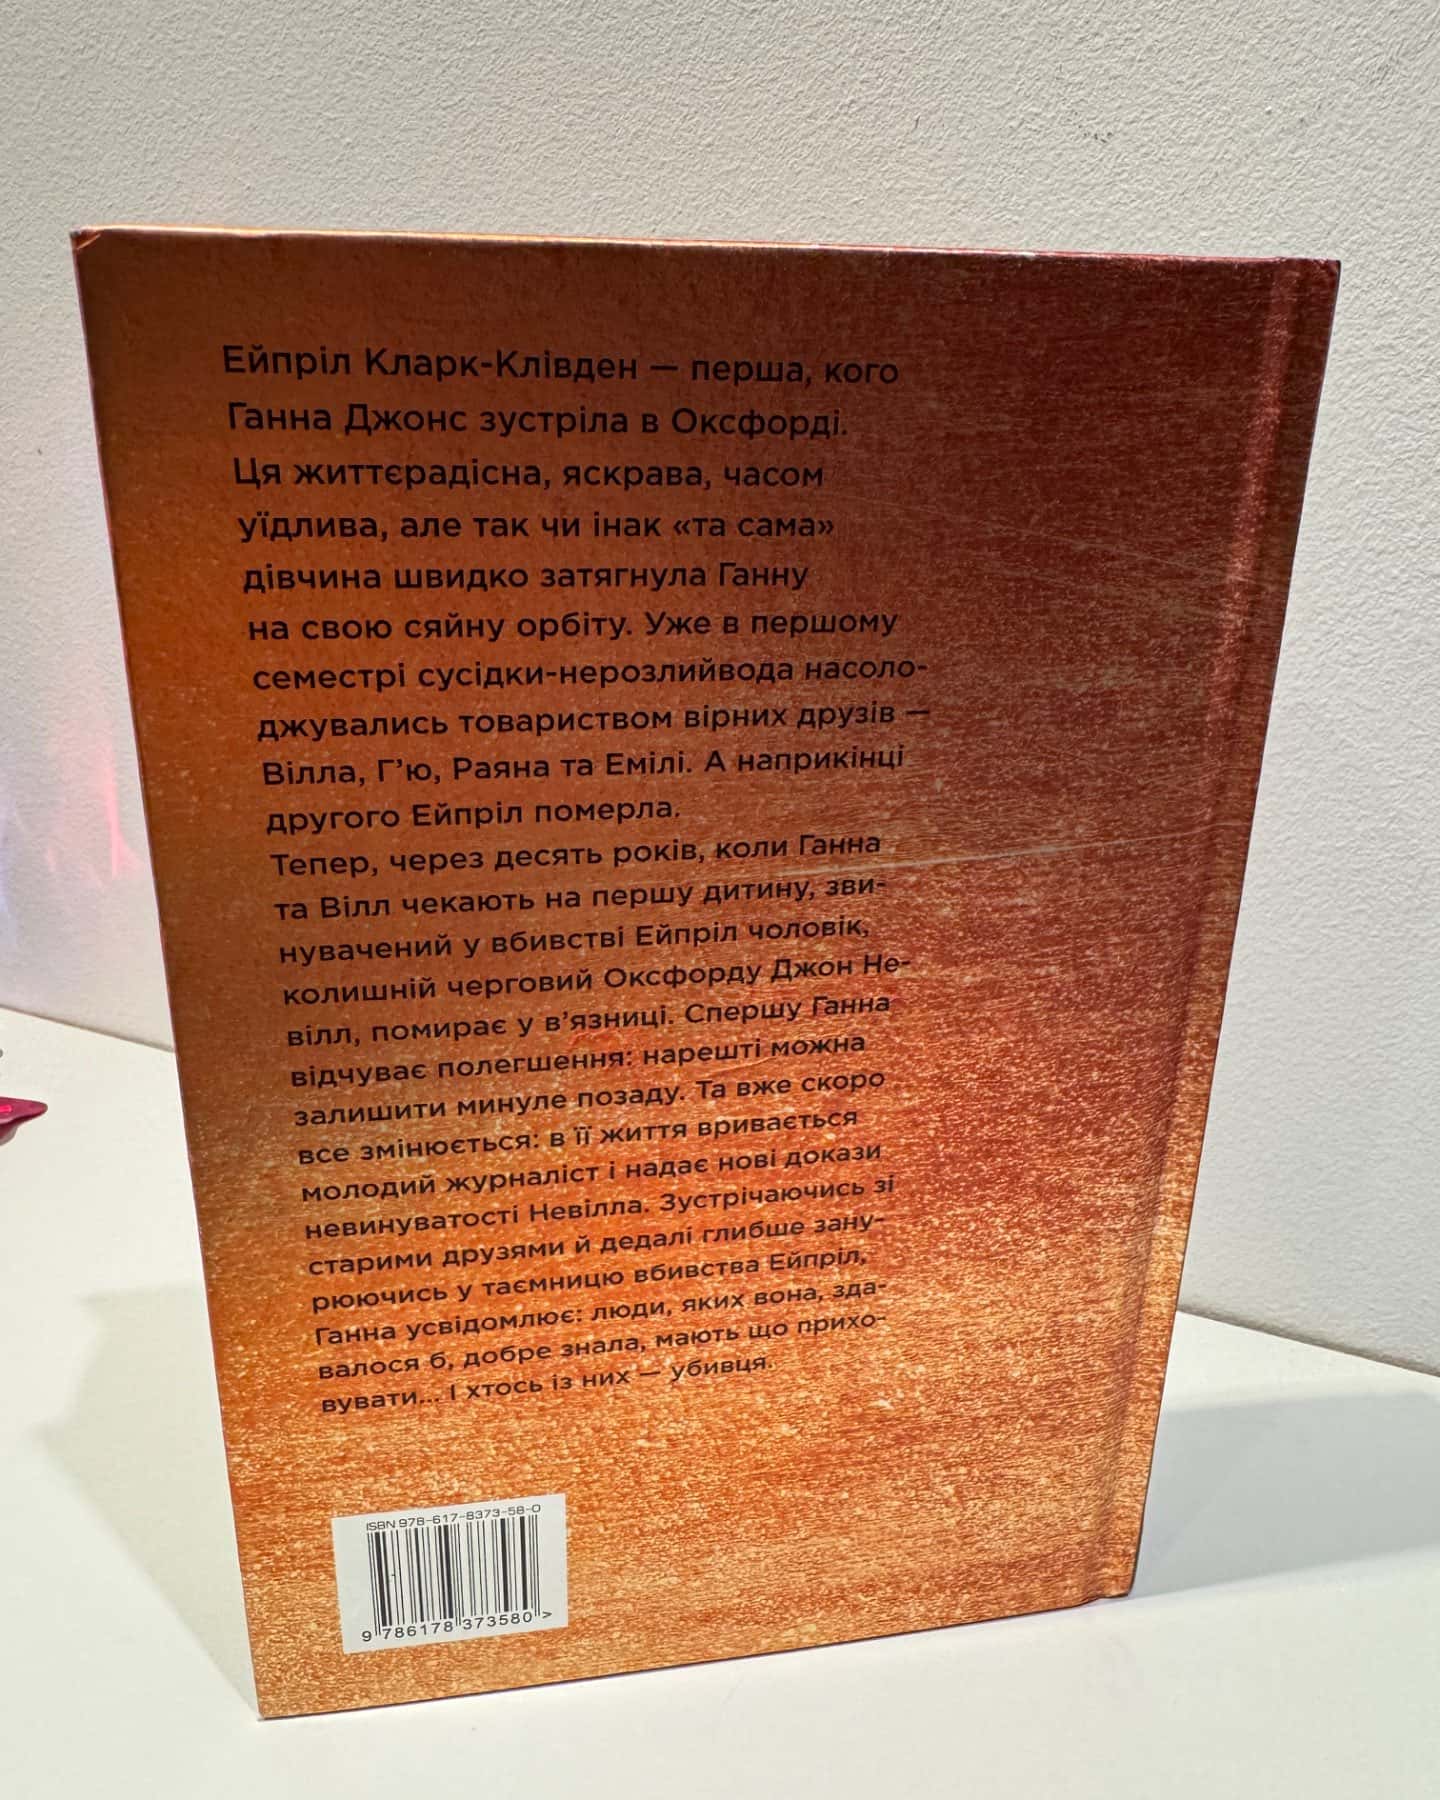 Ейпріл Кларк-Клівден — перша, кого
Ганна Джонс зустріла в Оксфорді.
Ця життєрадісна, яскрава, часом
уїдлива, але так чи інак «та сама»
дівчина швидко затягнула Ганну
на свою сяйну орбіту. Уже в першому
семестрі сусідки-нерозлийвода насоло-
джувались товариством вірних друзів —
Вілла, Г’ю, Раяна та Емілі. А наприкінці
другого Ейпріл померла.
Тепер, через десять років, коли Ганна
та Вілл чекають на першу дитину, зви-
нувачений у вбивстві Ейпріл чоловік,
колишній черговий Оксфорду Джон Не-
вілл, помирає у в’язниці. Спершу Ганна
відчуває полегшення: нарешті можна
залишити минуле позаду. Та вже скоро
все змінюється: в її життя вривається
молодий журналіст і надає нові докази
невинуватості Невілла. Зустрічаючись зі
старими друзями й дедалі глибше зану-
рюючись у таємницю вбивства Ейпріл,
Ганна усвідомлює: люди, яких вона, зда-
валося б, добре знала, мають що прихо-
вувати... І хтось із них — убивця.
ISBN 978-617-8373-58-0
9 786178 373580 >